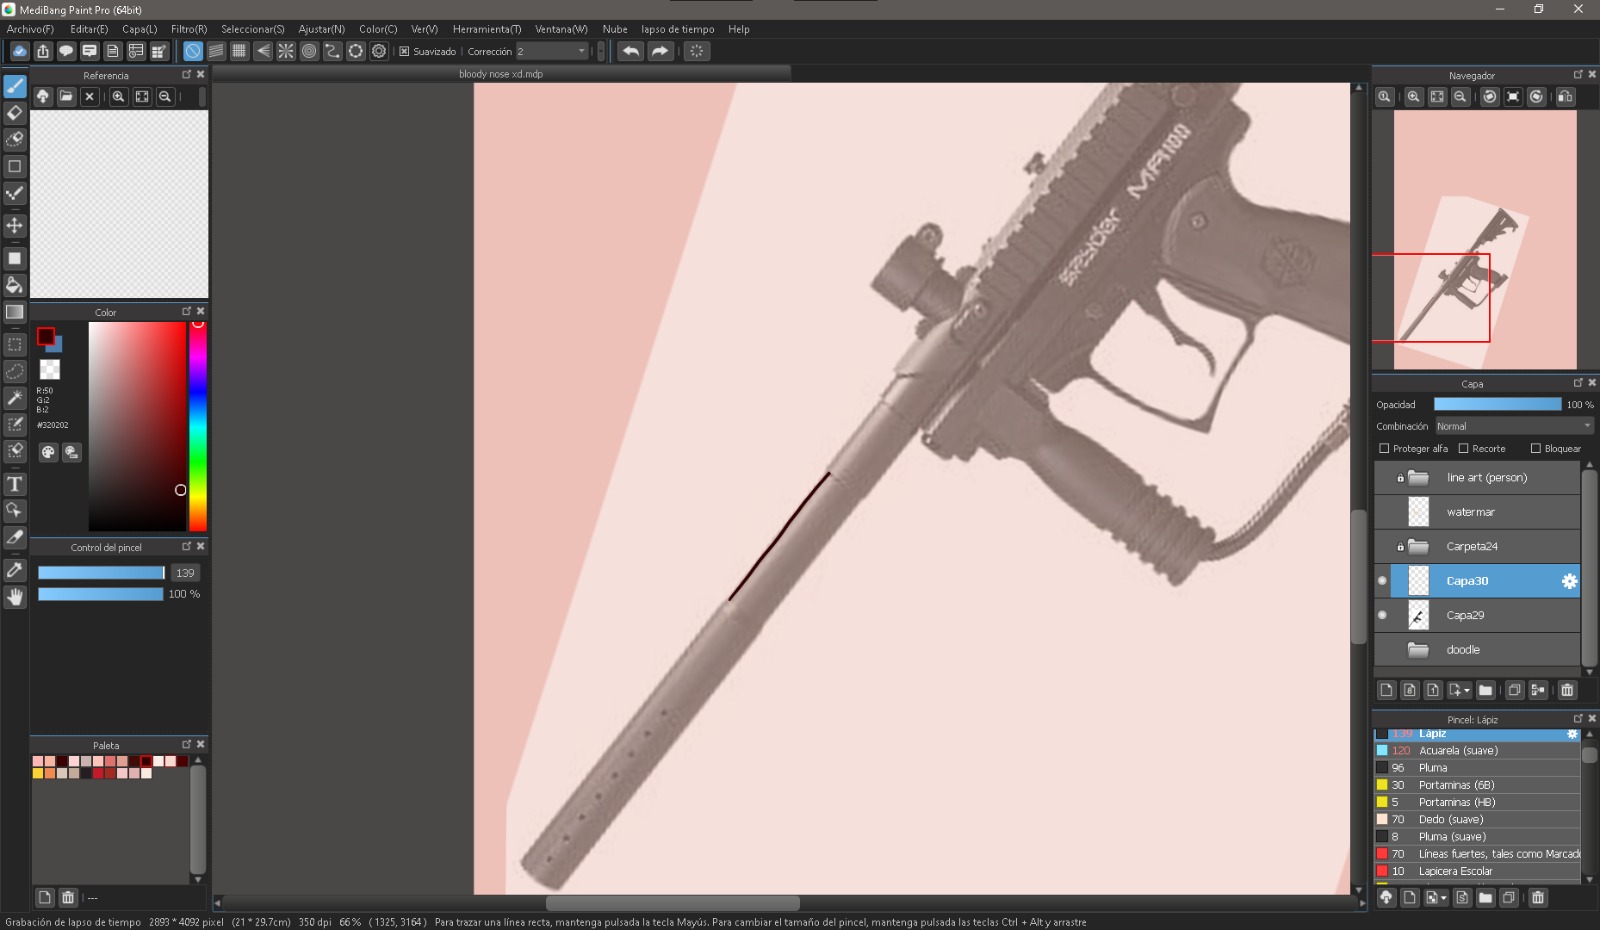 MediBang Paint Pro (64bit)
Archivo(F) Editar(E) Capa(L) Filtro(R) Seleccionar(S) Ajustar(N) Color(C) Ver(V) Herramienta(T) Ventana(W) Nube lapso de tiempo Help
Suavizado Corrección 2
Referencia
bloody nose xd.mdp
Navegador
Color
R:50
G:2
B:2
#320202
Control del pincel
139
100 %
Paleta
---
Spyder MR100
Capa
Opacidad 100 %
Combinación Normal
Proteger alfa Recorte Bloquear
line art (person)
watermar
Carpeta24
Capa30
Capa29
doodle
Pincel: Lápiz
139 Lápiz
120 Acuarela (suave)
96 Pluma
30 Portaminas (6B)
5 Portaminas (HB)
70 Dedo (suave)
8 Pluma (suave)
70 Líneas fuertes, tales como Marcado
10 Lapicera Escolar
Grabación de lapso de tiempo 2893 * 4092 pixel (21 * 29.7cm) 350 dpi 66 % ( 1325, 3164 ) Para trazar una línea recta, mantenga pulsada la tecla Mayús. Para cambiar el tamaño del pincel, mantenga pulsada las teclas Ctrl + Alt y arrastre